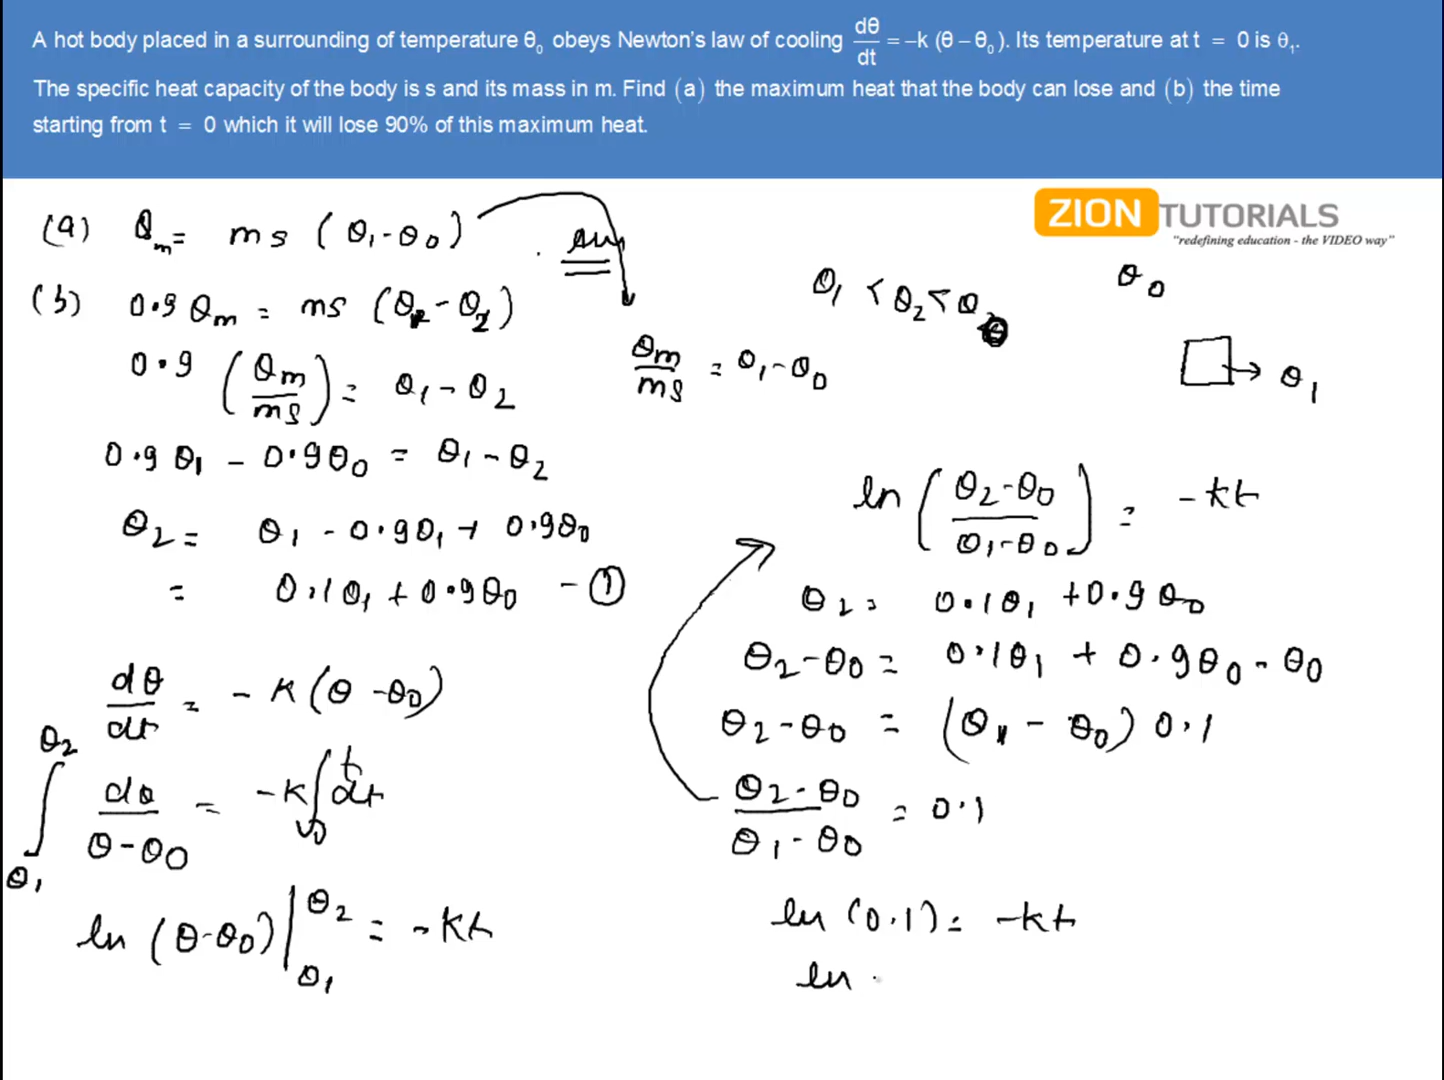 A hot body placed in a surrounding of temperature θ₀ obeys Newton's law of cooling dθ/dt = –k (θ – θ₀). Its temperature at t = 0 is θ₁.
The specific heat capacity of the body is s and its mass in m. Find (a) the maximum heat that the body can lose and (b) the time
starting from t = 0 which it will lose 90% of this maximum heat.
ZION TUTORIALS
"redefining education - the VIDEO way"
(a) Qm = ms (θ₁ - θ₀) . Ans
(b) 0.9 Qm = ms (θ₁ - θ₂)
0.9 (Qm/ms) = θ₁ - θ₂
0.9 θ₁ - 0.9θ₀ = θ₁ - θ₂
θ₂ = θ₁ - 0.9θ₁ + 0.9θ₀
= 0.1θ₁ + 0.9θ₀ - ①
dθ/dt = - k (θ - θ₀)
∫θ₁^θ₂ dθ/(θ - θ₀) = -k ∫₀^t dt
ln (θ - θ₀) |θ₁^θ₂ = - kt
Qm/ms = θ₁ - θ₀
θ₁ < θ₂ < θ
θ₀
→ θ₁
ln ((θ₂ - θ₀)/(θ₁ - θ₀)) = - kt
θ₂ = 0.1θ₁ + 0.9 θ₀
θ₂ - θ₀ = 0.1θ₁ + 0.9θ₀ - θ₀
θ₂ - θ₀ = (θ₁ - θ₀) 0.1
(θ₂ - θ₀)/(θ₁ - θ₀) = 0.1
ln (0.1) = -kt
ln